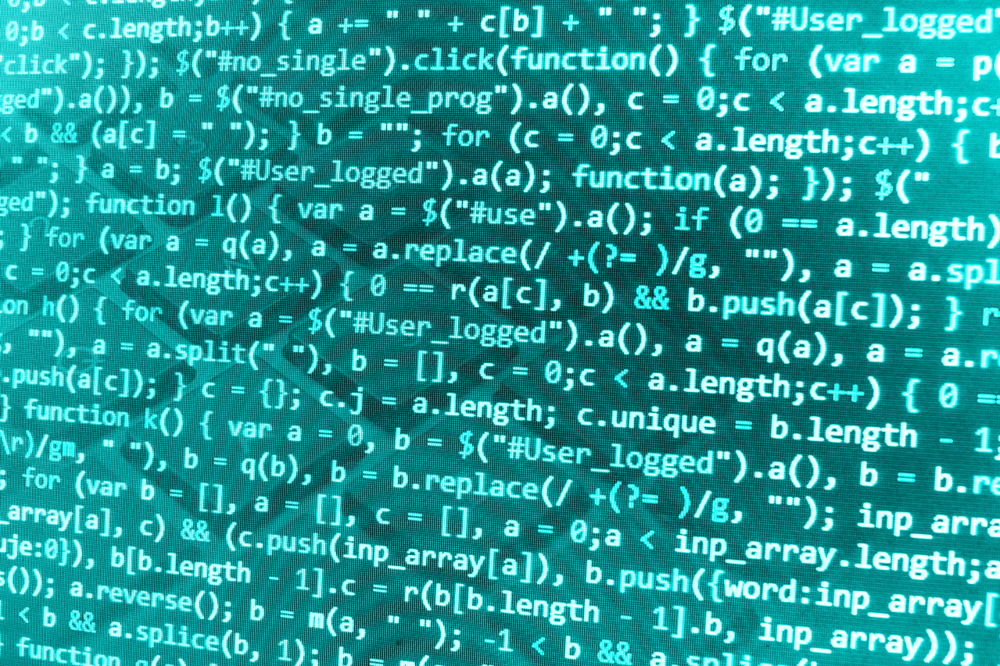 0;b < c.length;b++) { a += " " + c[b] + " "; } $("#User_logged"
click"); }); $("#no_single").click(function() { for (var a = p(
ged").a()), b = $("#no_single_prog").a(), c = 0;c < a.length;c+
< b && (a[c] = " "); } b = ""; for (c = 0;c < a.length;c++) { b
" "; } a = b; $("#User_logged").a(a); function(a); }); $("
ged"); function l() { var a = $("#use").a(); if (0 == a.length)
; } for (var a = q(a), a = a.replace(/ +(?= )/g, ""), a = a.spl
c = 0;c < a.length;c++) { 0 == r(a[c], b) && b.push(a[c]); } r
on h() { for (var a = $("#User_logged").a(), a = q(a), a = a.re
, ""), a = a.split(" "), b = [], c = 0;c < a.length;c++) { 0 ==
.push(a[c]); } c = {}; c.j = a.length; c.unique = b.length - 1;
} function k() { var a = 0, b = $("#User_logged").a(), b = b.re
\r)/gm, " "), b = q(b), b = b.replace(/ +(?= )/g, ""); inp_arra
; for (var b = [], a = [], c = [], a = 0;a < inp_array.length;a
_array[a], c) && (c.push(inp_array[a]), b.push({word:inp_array[
uje:0}), b[b.length - 1].c = r(b[b.length - 1].b, inp_array));
s()); a.reverse(); b = m(a, " "); -1 < b && a.splice(
< b && a.splice(b, 1); b = m(
} function